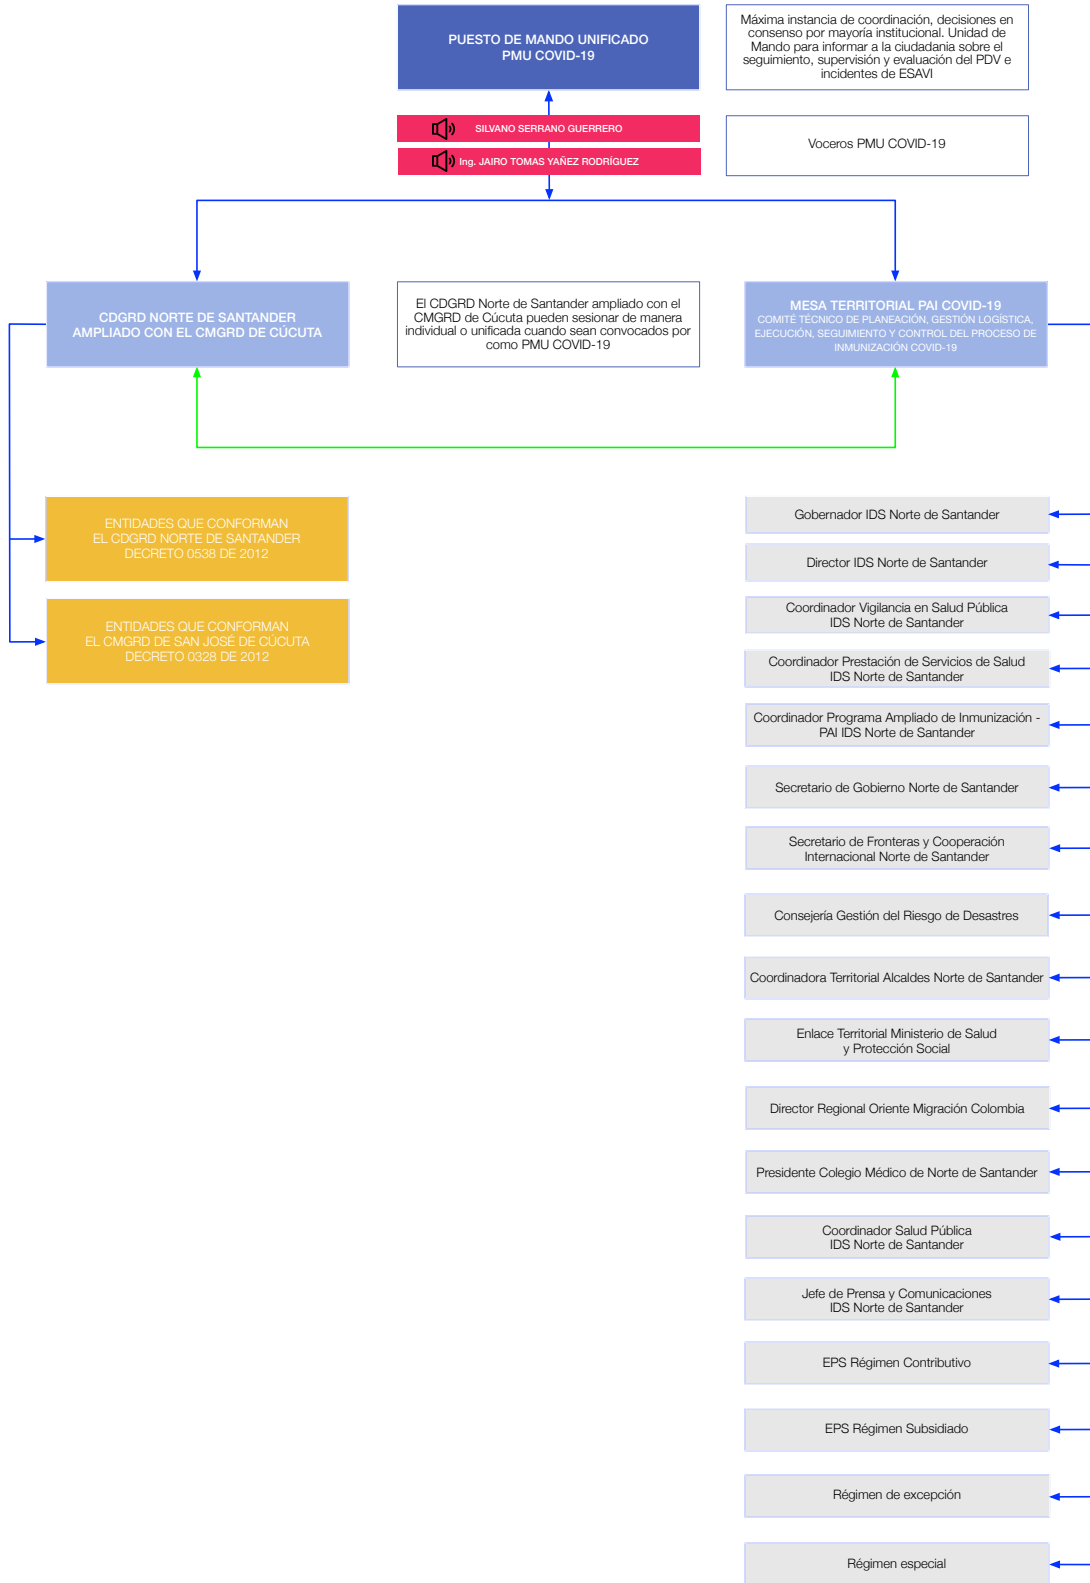 PUESTO DE MANDO UNIFICADO
PMU COVID-19
Máxima instancia de coordinación, decisiones en
consenso por mayoría institucional. Unidad de
Mando para informar a la ciudadania sobre el
seguimiento, supervisión y evaluación del PDV e
incidentes de ESAVI
SILVANO SERRANO GUERRERO
Ing. JAIRO TOMAS YAÑEZ RODRÍGUEZ
Voceros PMU COVID-19
CDGRD NORTE DE SANTANDER
AMPLIADO CON EL CMGRD DE CÚCUTA
El CDGRD Norte de Santander ampliado con el
CMGRD de Cúcuta pueden sesionar de manera
individual o unificada cuando sean convocados por
como PMU COVID-19
MESA TERRITORIAL PAI COVID-19
COMITÉ TÉCNICO DE PLANEACIÓN, GESTIÓN LOGÍSTICA,
EJECUCIÓN, SEGUIMIENTO Y CONTROL DEL PROCESO DE
INMUNIZACIÓN COVID-19
ENTIDADES QUE CONFORMAN
EL CDGRD NORTE DE SANTANDER
DECRETO 0538 DE 2012
ENTIDADES QUE CONFORMAN
EL CMGRD DE SAN JOSÉ DE CÚCUTA
DECRETO 0328 DE 2012
Gobernador IDS Norte de Santander
Director IDS Norte de Santander
Coordinador Vigilancia en Salud Pública
IDS Norte de Santander
Coordinador Prestación de Servicios de Salud
IDS Norte de Santander
Coordinador Programa Ampliado de Inmunización -
PAI IDS Norte de Santander
Secretario de Gobierno Norte de Santander
Secretario de Fronteras y Cooperación
Internacional Norte de Santander
Consejería Gestión del Riesgo de Desastres
Coordinadora Territorial Alcaldes Norte de Santander
Enlace Territorial Ministerio de Salud
y Protección Social
Director Regional Oriente Migración Colombia
Presidente Colegio Médico de Norte de Santander
Coordinador Salud Pública
IDS Norte de Santander
Jefe de Prensa y Comunicaciones
IDS Norte de Santander
EPS Régimen Contributivo
EPS Régimen Subsidiado
Régimen de excepción
Régimen especial